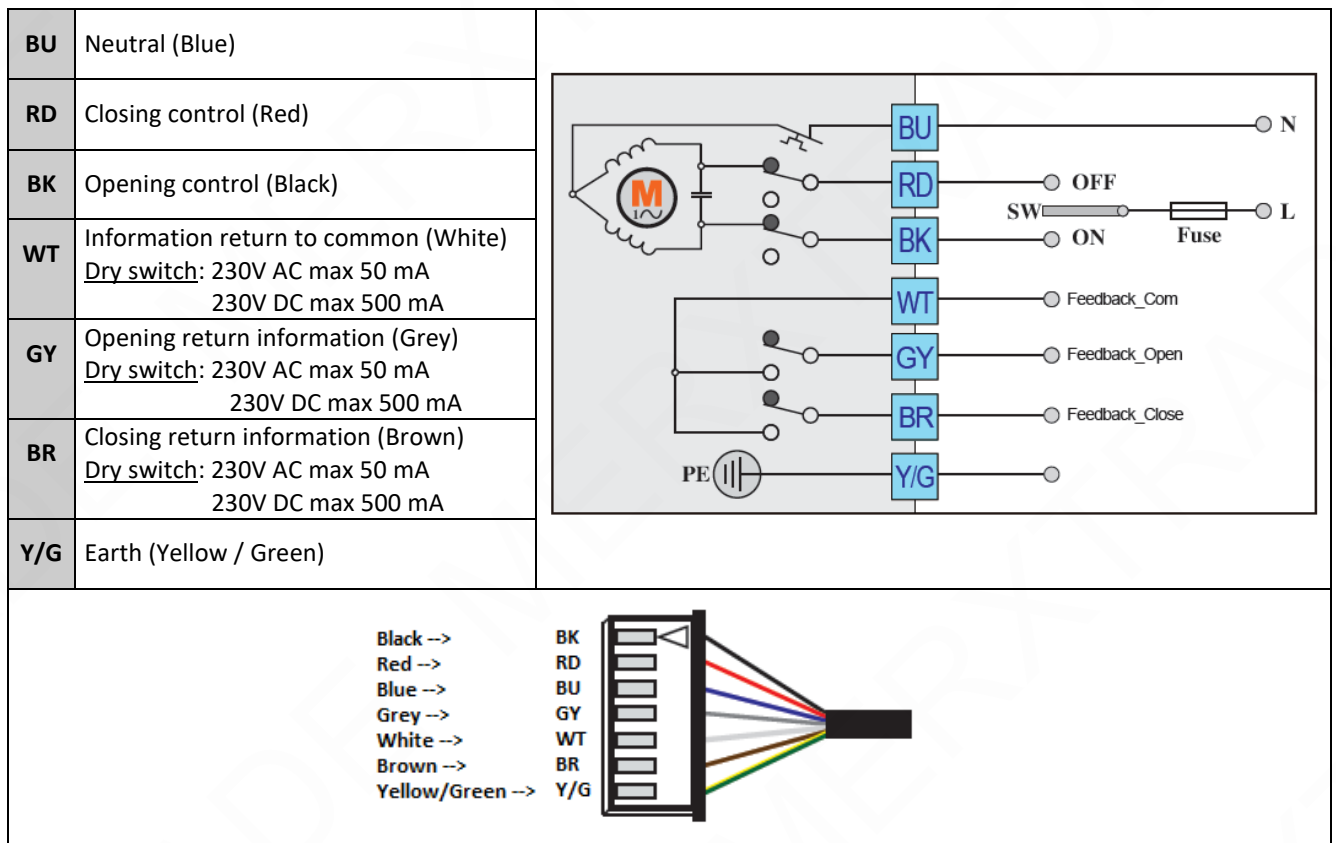 BU Neutral (Blue)
RD Closing control (Red)
BK Opening control (Black)
WT Information return to common (White)
Dry switch: 230V AC max 50 mA
230V DC max 500 mA
GY Opening return information (Grey)
Dry switch: 230V AC max 50 mA
230V DC max 500 mA
BR Closing return information (Brown)
Dry switch: 230V AC max 50 mA
230V DC max 500 mA
Y/G Earth (Yellow / Green)
BU N
M
1
RD OFF
SW L
BK ON Fuse
WT Feedback_Com
GY Feedback_Open
BR Feedback_Close
PE Y/G
Black --> BK
Red --> RD
Blue --> BU
Grey --> GY
White --> WT
Brown --> BR
Yellow/Green --> Y/G